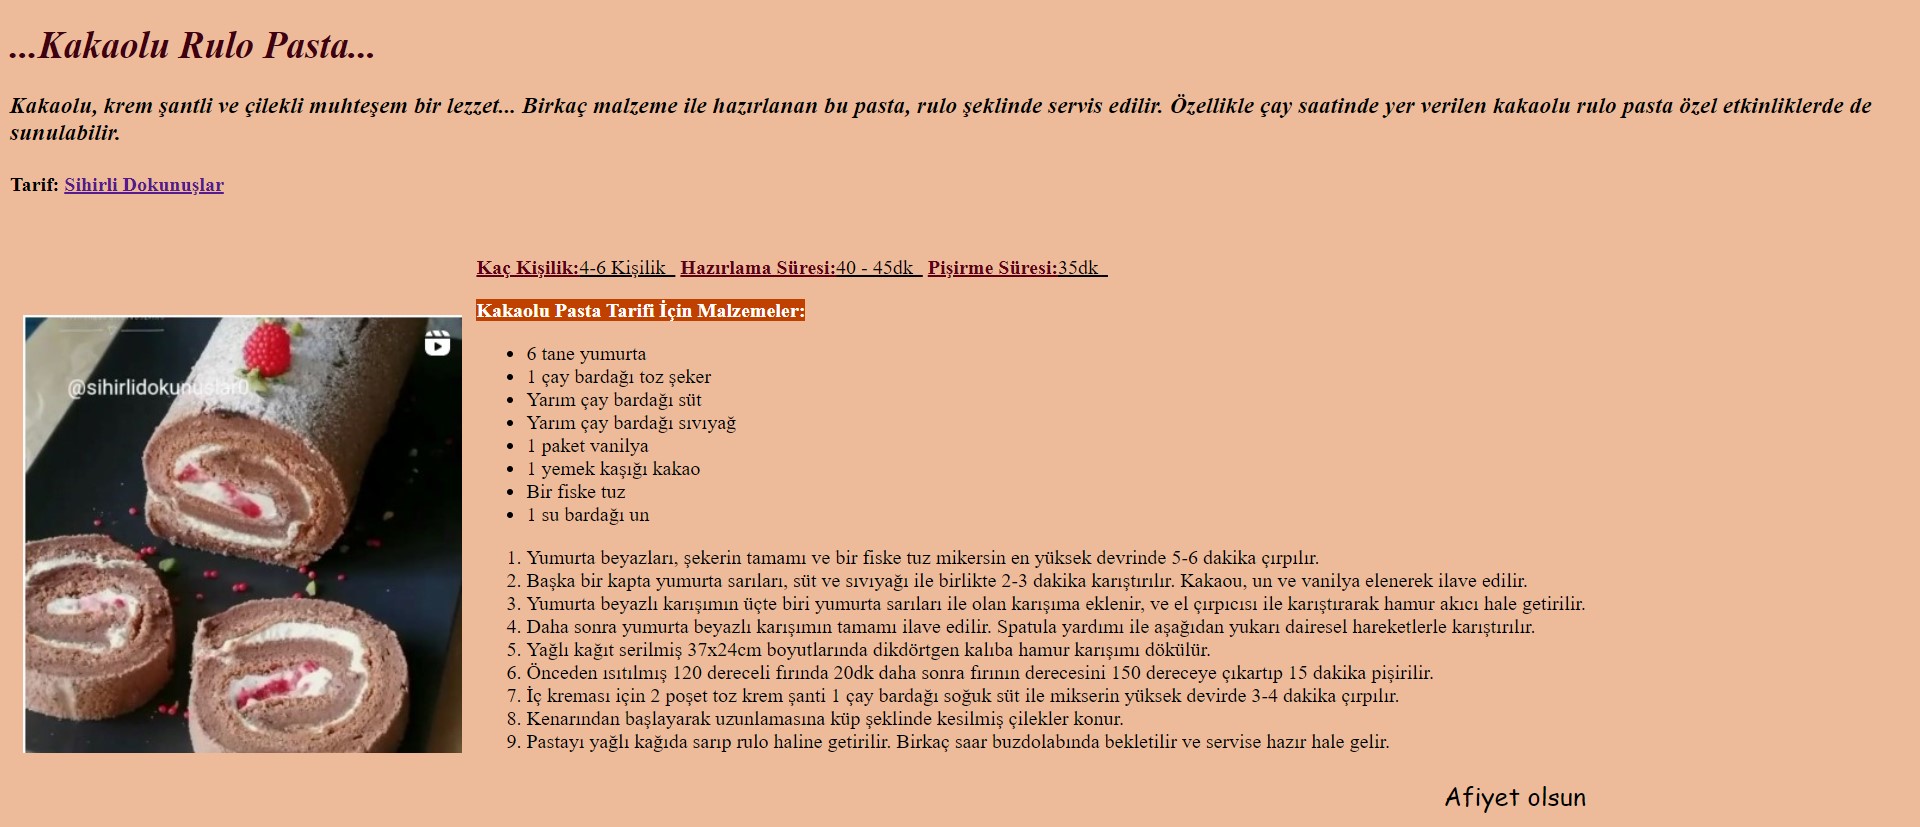 ...Kakaolu Rulo Pasta...
Kakaolu, krem şantli ve çilekli muhteşem bir lezzet... Birkaç malzeme ile hazırlanan bu pasta, rulo şeklinde servis edilir. Özellikle çay saatinde yer verilen kakaolu rulo pasta özel etkinliklerde de
sunulabilir.
Tarif: Sihirli Dokunuşlar
Kaç Kişilik:4-6 Kişilik Hazırlama Süresi:40 - 45dk Pişirme Süresi:35dk
Kakaolu Pasta Tarifi İçin Malzemeler:
@sihirlidokunuslar0
• 6 tane yumurta
• 1 çay bardağı toz şeker
• Yarım çay bardağı süt
• Yarım çay bardağı sıvıyağ
• 1 paket vanilya
• 1 yemek kaşığı kakao
• Bir fiske tuz
• 1 su bardağı un
1. Yumurta beyazları, şekerin tamamı ve bir fiske tuz mikersin en yüksek devrinde 5-6 dakika çırpılır.
2. Başka bir kapta yumurta sarıları, süt ve sıvıyağı ile birlikte 2-3 dakika karıştırılır. Kakaou, un ve vanilya elenerek ilave edilir.
3. Yumurta beyazlı karışımın üçte biri yumurta sarıları ile olan karışıma eklenir, ve el çırpıcısı ile karıştırarak hamur akıcı hale getirilir.
4. Daha sonra yumurta beyazlı karışımın tamamı ilave edilir. Spatula yardımı ile aşağıdan yukarı dairesel hareketlerle karıştırılır.
5. Yağlı kağıt serilmiş 37x24cm boyutlarında dikdörtgen kalıba hamur karışımı dökülür.
6. Önceden ısıtılmış 120 dereceli fırında 20dk daha sonra fırının derecesini 150 dereceye çıkartıp 15 dakika pişirilir.
7. İç kreması için 2 poşet toz krem şanti 1 çay bardağı soğuk süt ile mikserin yüksek devirde 3-4 dakika çırpılır.
8. Kenarından başlayarak uzunlamasına küp şeklinde kesilmiş çilekler konur.
9. Pastayı yağlı kağıda sarıp rulo haline getirilir. Birkaç saar buzdolabında bekletilir ve servise hazır hale gelir.
Afiyet olsun